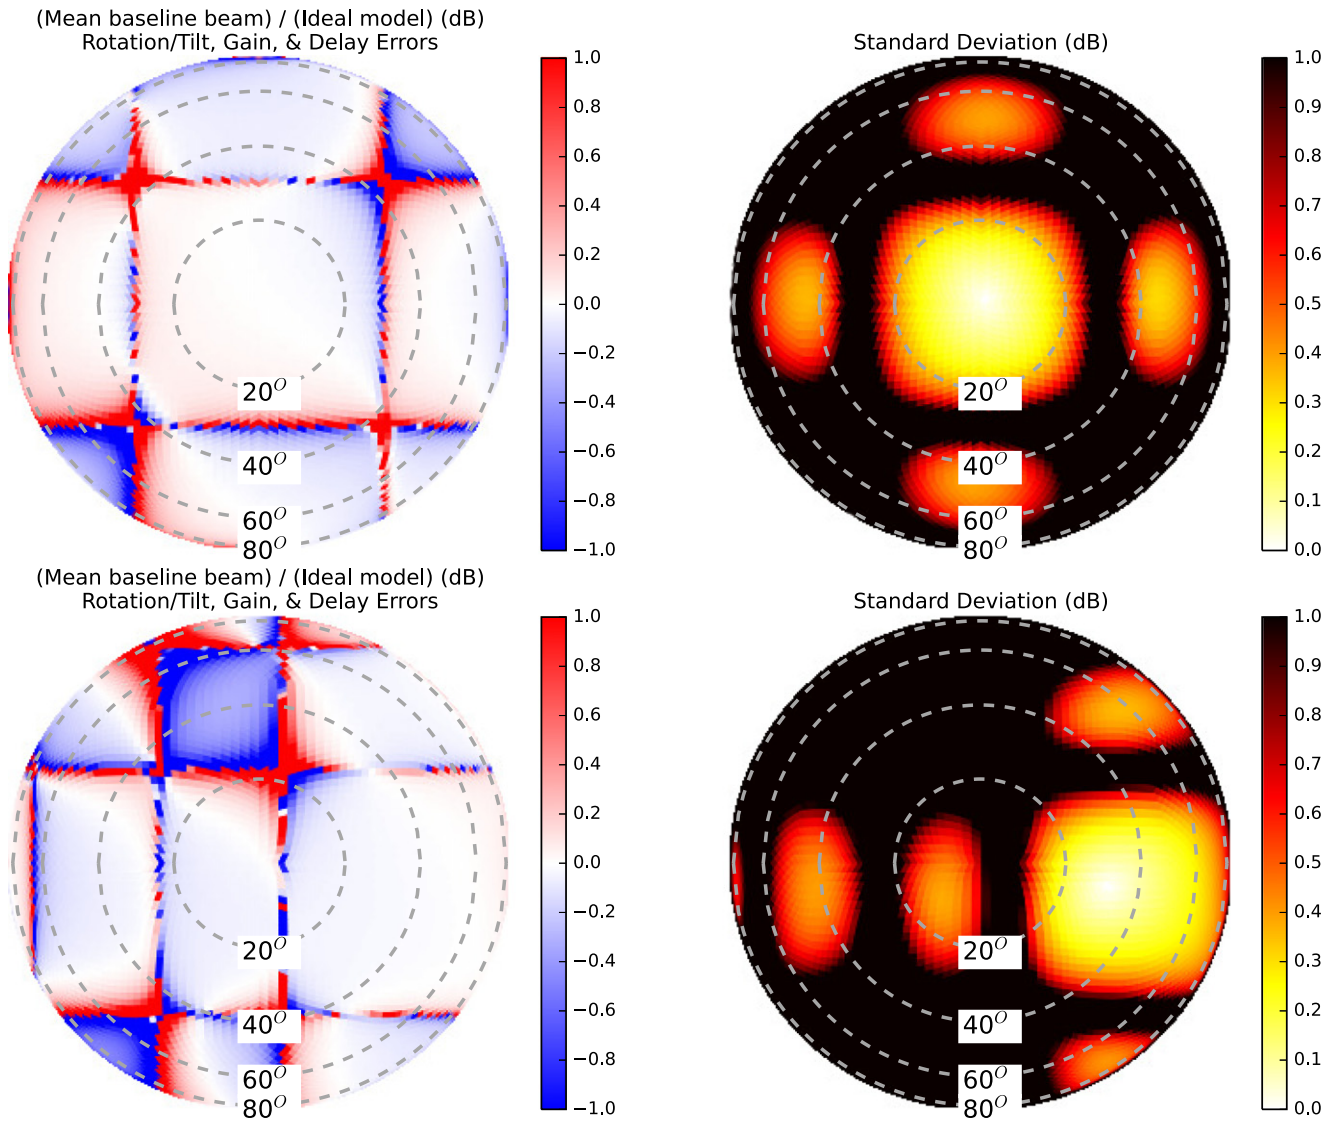 (Mean baseline beam) / (Ideal model) (dB)
Rotation/Tilt, Gain, & Delay Errors
20^O
40^O
60^O
80^O
1.0
0.8
0.6
0.4
0.2
0.0
−0.2
−0.4
−0.6
−0.8
−1.0
Standard Deviation (dB)
20^O
40^O
60^O
80^O
1.0
0.9
0.8
0.7
0.6
0.5
0.4
0.3
0.2
0.1
0.0
(Mean baseline beam) / (Ideal model) (dB)
Rotation/Tilt, Gain, & Delay Errors
20^O
40^O
60^O
80^O
1.0
0.8
0.6
0.4
0.2
0.0
−0.2
−0.4
−0.6
−0.8
−1.0
Standard Deviation (dB)
20^O
40^O
60^O
80^O
1.0
0.9
0.8
0.7
0.6
0.5
0.4
0.3
0.2
0.1
0.0